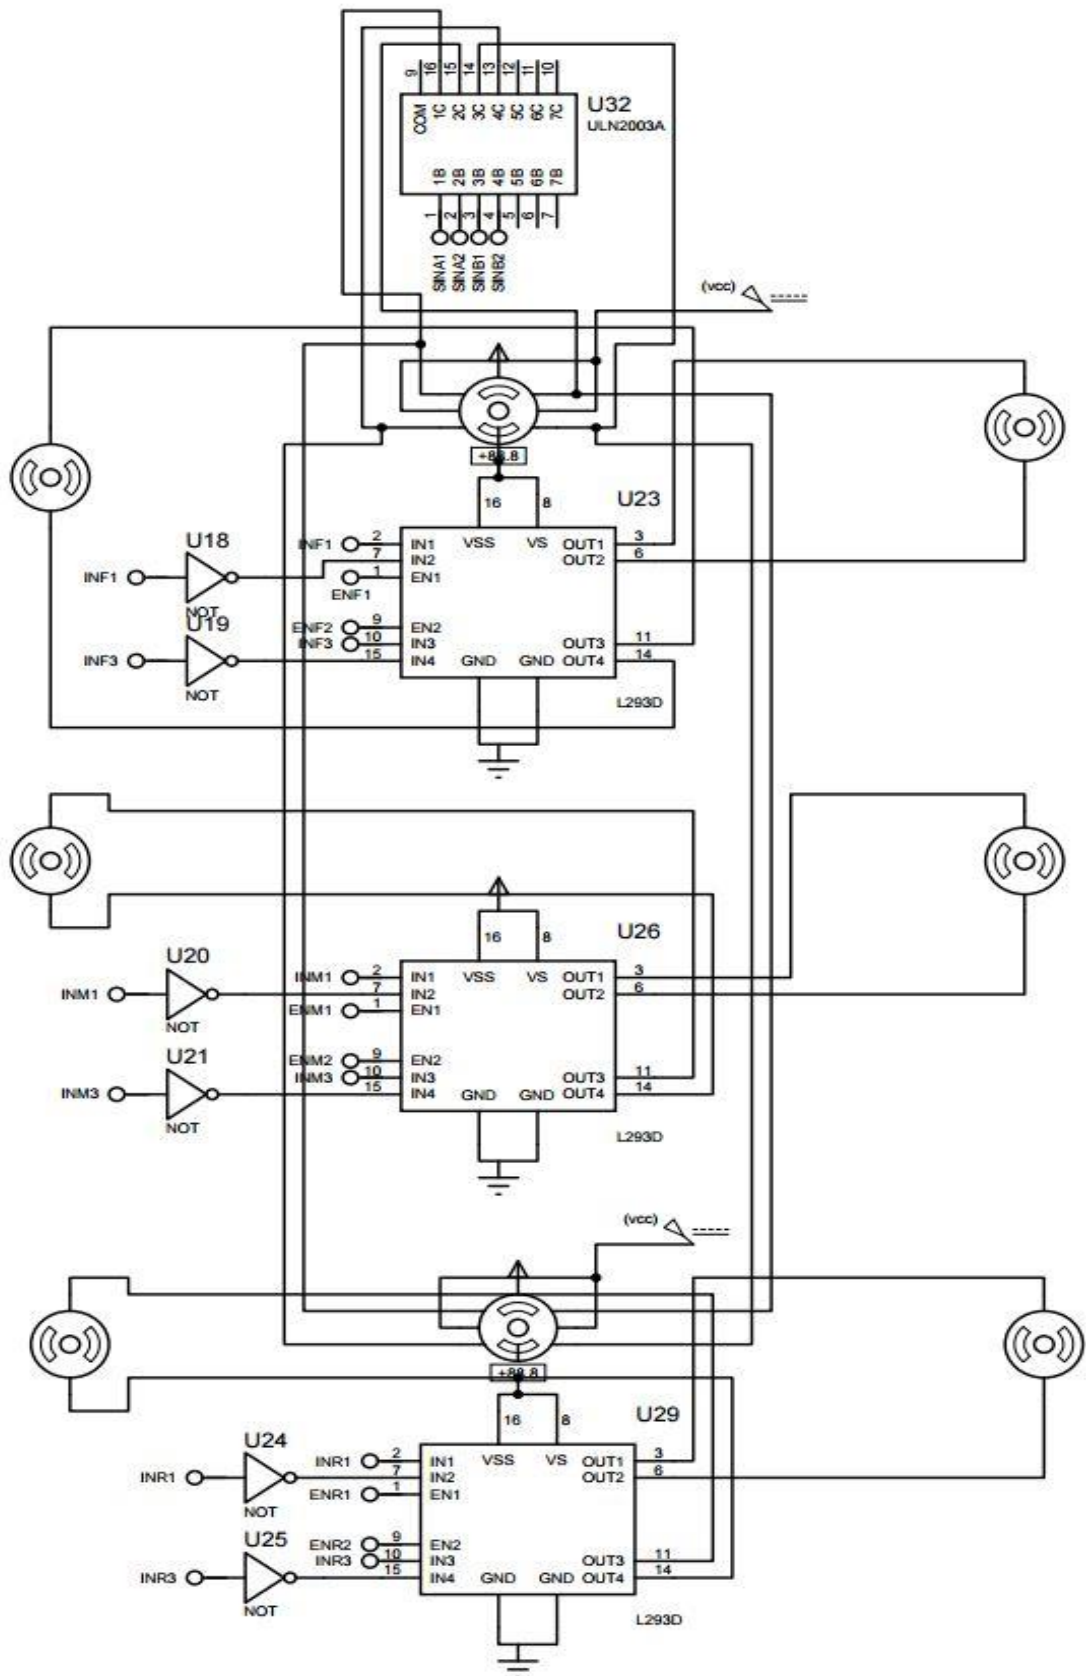 9 16 15 14 13 12 11 10
COM 1C 2C 3C 4C 5C 6C 7C
U32
ULN2003A
1B 2B 3B 4B 5B 6B 7B
1 2 3 4 5 6 7
SINA1 SINA2 SINB1 SINB2
(vcc)
16 8
U23
U18
INF1 2 IN1 VSS VS OUT1 3
7 IN2 OUT2 6
INF1 1 EN1
ENF1
NOT
U19
ENF2 9 EN2
INF3 10 IN3 OUT3 11
INF3 15 IN4 GND GND OUT4 14
NOT
L293D
16 8
U26
U20
INM1 2 IN1 VSS VS OUT1 3
INM1 7 IN2 OUT2 6
ENM1 1 EN1
NOT
U21
ENM2 9 EN2
INM3 10 IN3 OUT3 11
INM3 15 IN4 GND GND OUT4 14
NOT
L293D
(vcc)
16 8
U29
U24
INR1 2 IN1 VSS VS OUT1 3
INR1 7 IN2 OUT2 6
ENR1 1 EN1
NOT
U25
ENR2 9 EN2
INR3 10 IN3 OUT3 11
INR3 15 IN4 GND GND OUT4 14
NOT
L293D